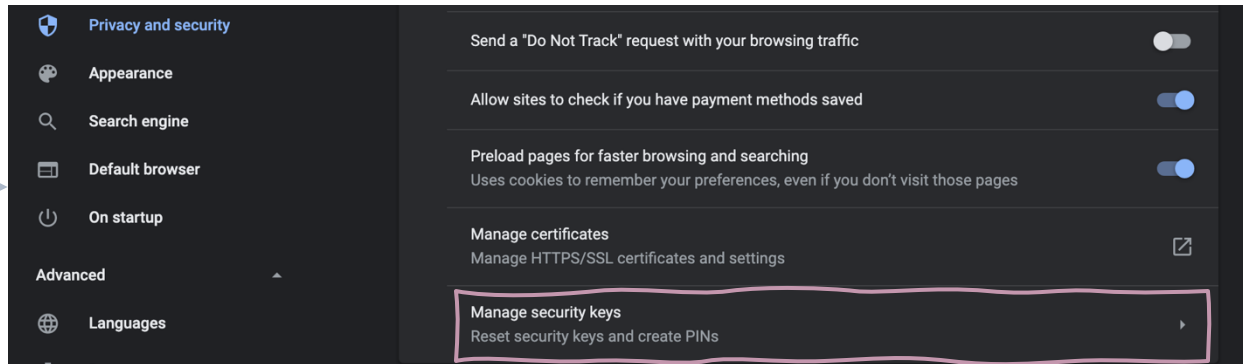 Privacy and security
Appearance
Search engine
Default browser
On startup
Advanced
Languages
Send a "Do Not Track" request with your browsing traffic
Allow sites to check if you have payment methods saved
Preload pages for faster browsing and searching
Uses cookies to remember your preferences, even if you don’t visit those pages
Manage certificates
Manage HTTPS/SSL certificates and settings
Manage security keys
Reset security keys and create PINs